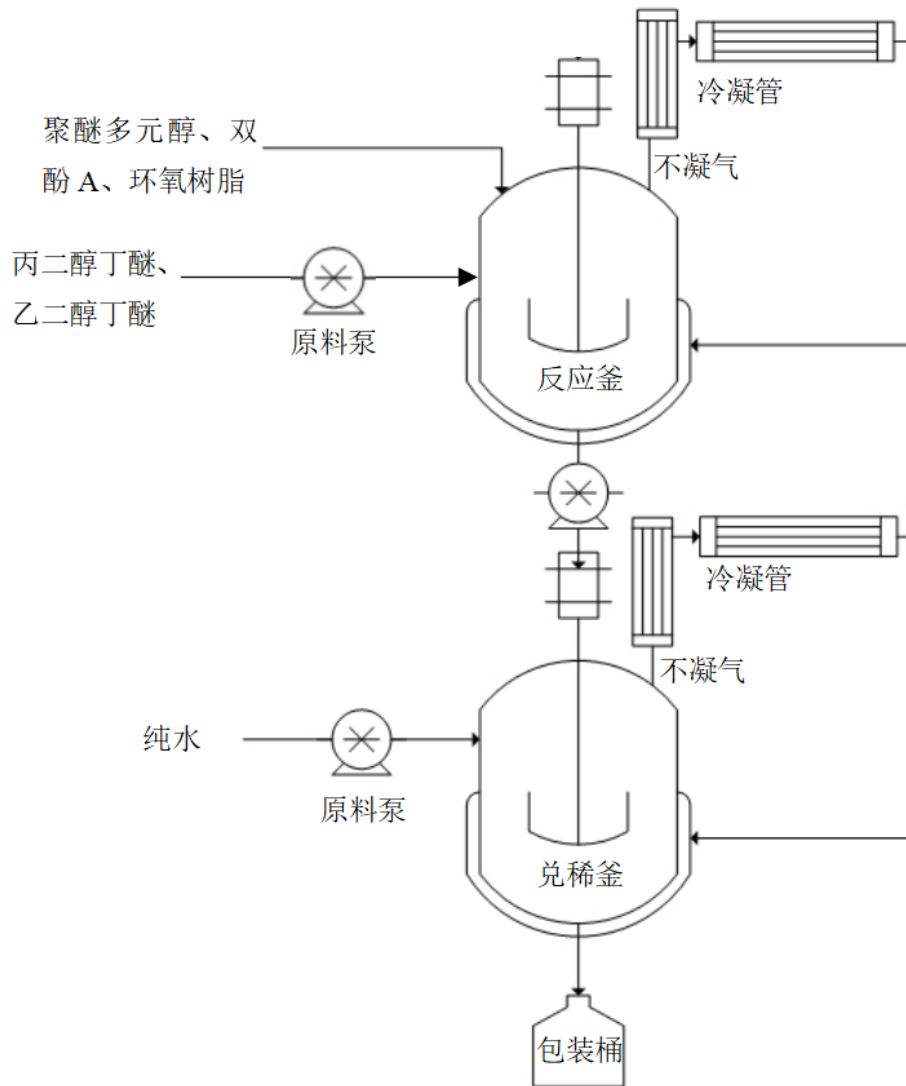 冷凝管
聚醚多元醇、双
酚 A、环氧树脂
不凝气
丙二醇丁醚、
乙二醇丁醚
原料泵
反应釜
冷凝管
不凝气
纯水
原料泵
兑稀釜
包装桶